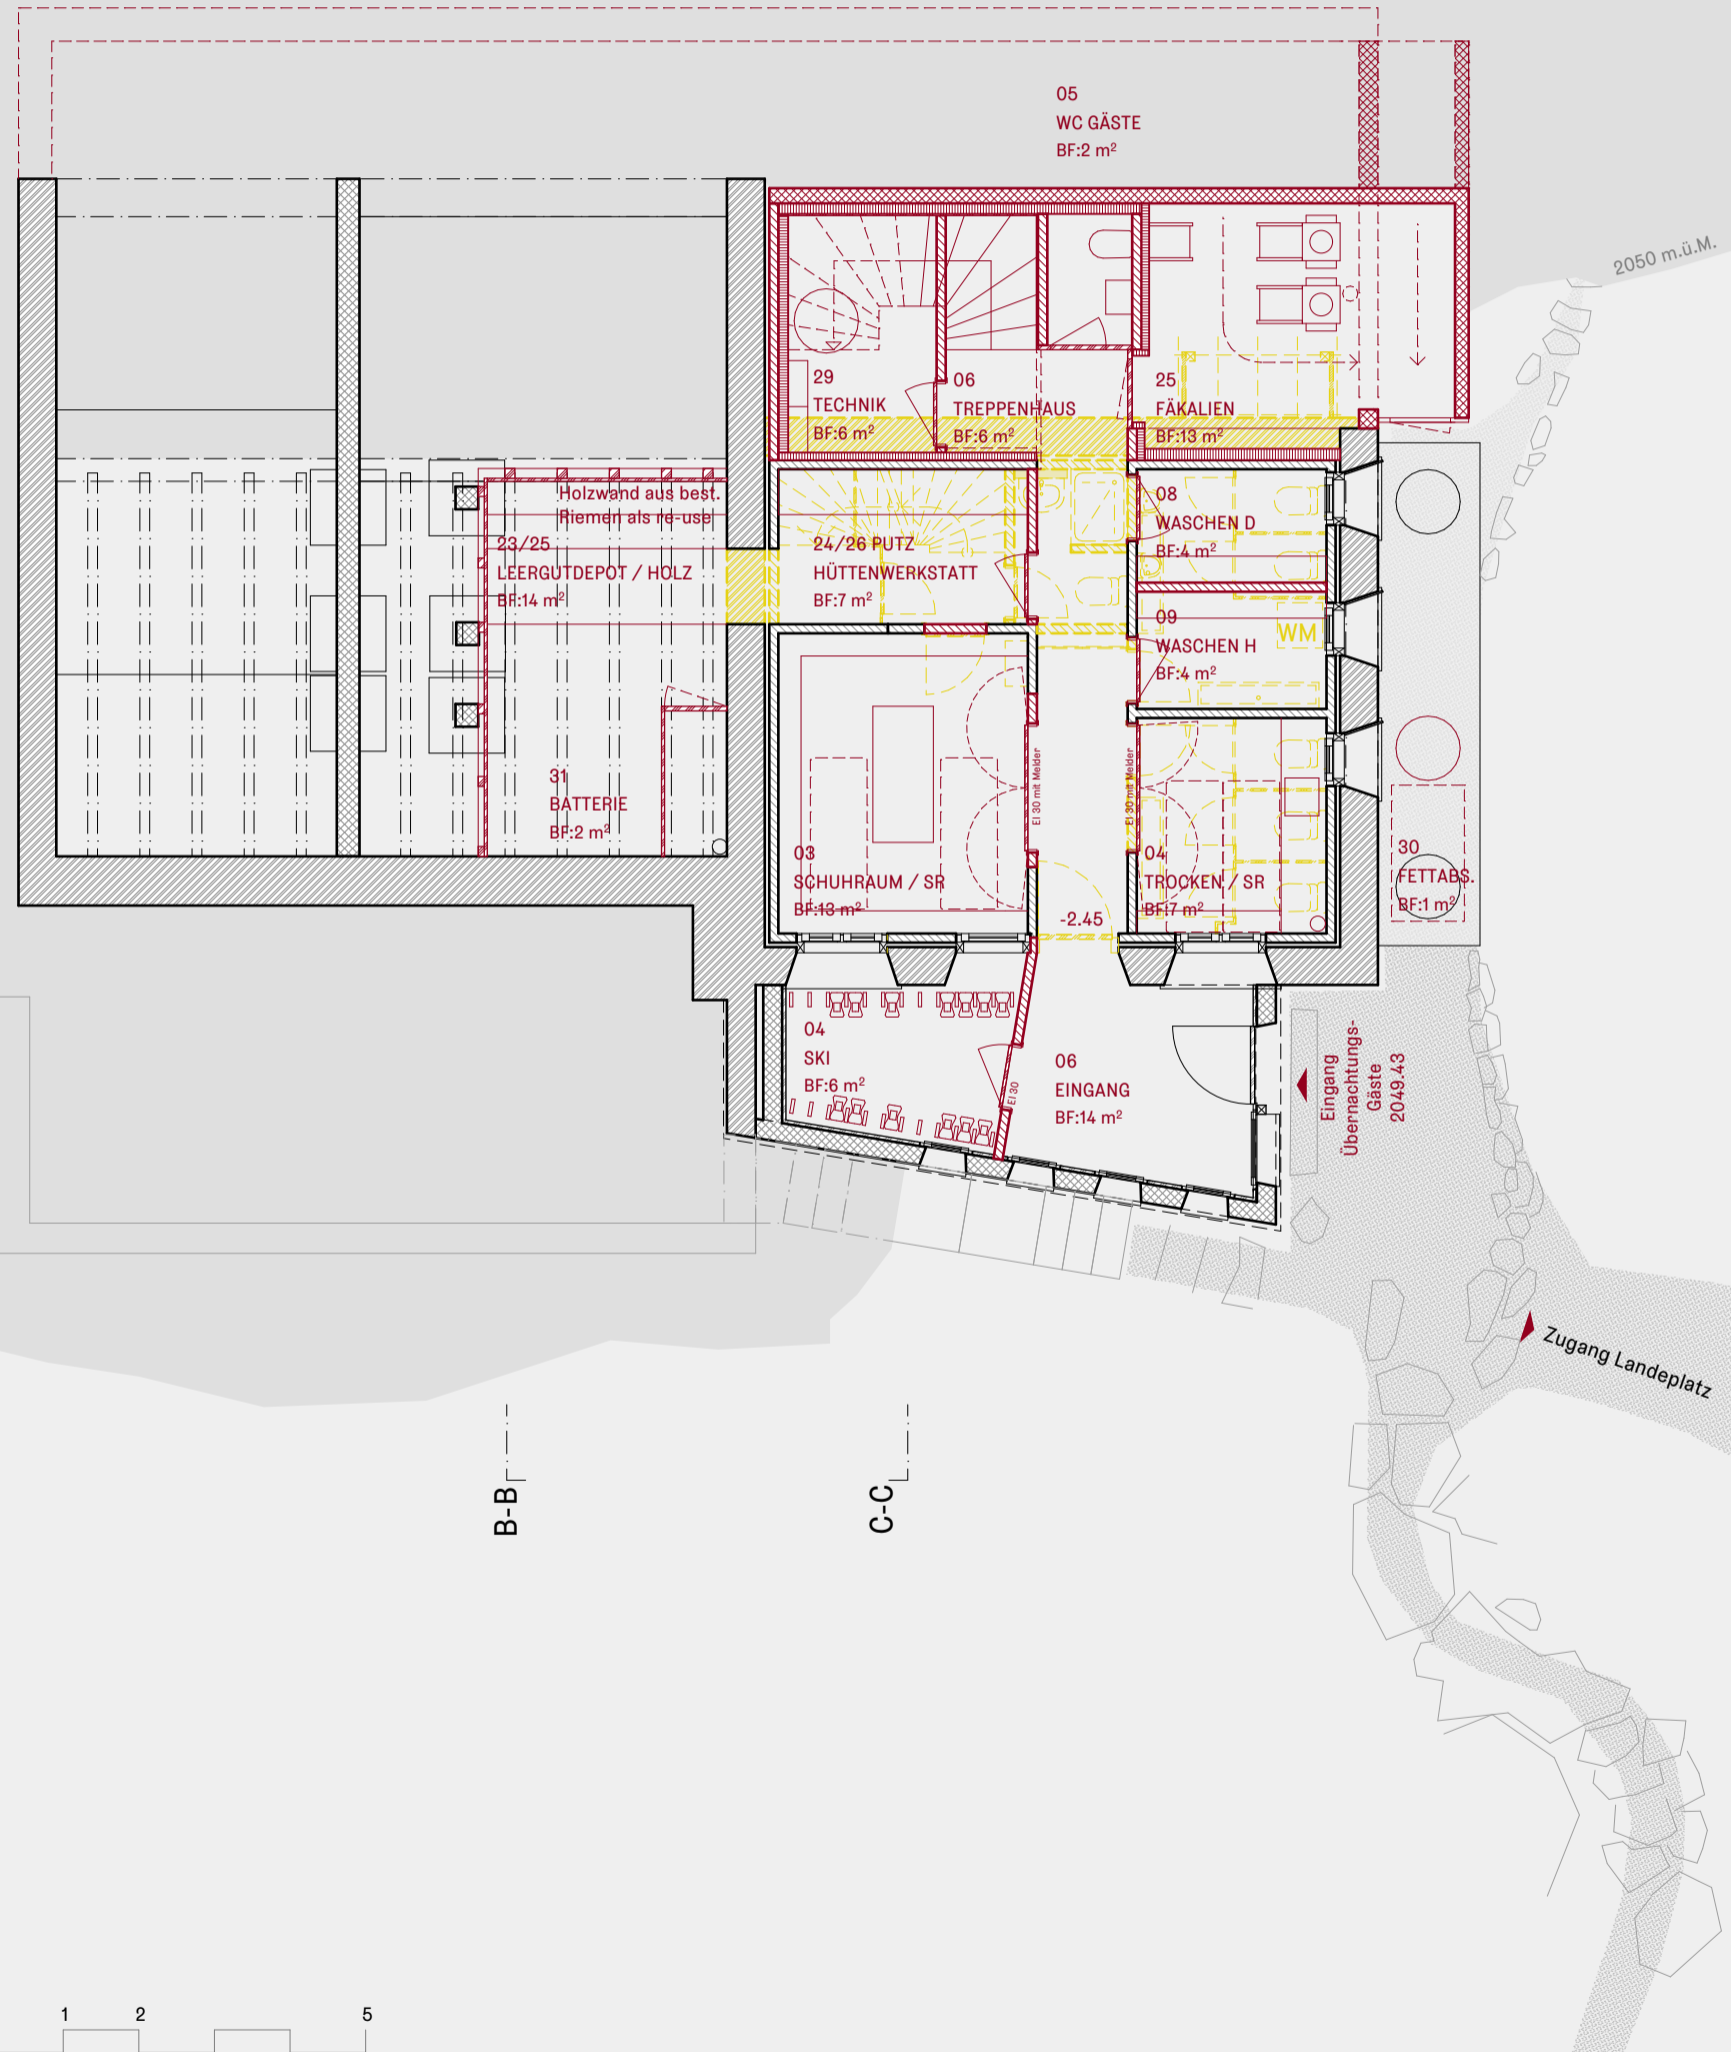 05
WC GÄSTE
BF:2 m²
2050 m.ü.M.
29
TECHNIK
BF:6 m²
06
TREPPENHAUS
BF:6 m²
25
FÄKALIEN
BF:13 m²
Holzwand aus best.
Riemen als re-use
23/25
LEERGUTDEPOT / HOLZ
BF:14 m²
24/26 PUTZ
HÜTTENWERKSTATT
BF:7 m²
08
WASCHEN D
BF:4 m²
09
WASCHEN H
BF:4 m²
WM
31
BATTERIE
BF:2 m²
EI 30 mit Melder
EI 30 mit Melder
03
SCHUHRAUM / SR
BF:13 m²
04
TROCKEN / SR
BF:7 m²
30
FETTABS.
BF:1 m²
-2.45
04
SKI
BF:6 m²
EI 30
06
EINGANG
BF:14 m²
Eingang
Übernachtungs-
Gäste
2049.43
Zugang Landeplatz
B-B
C-C
1 2 5